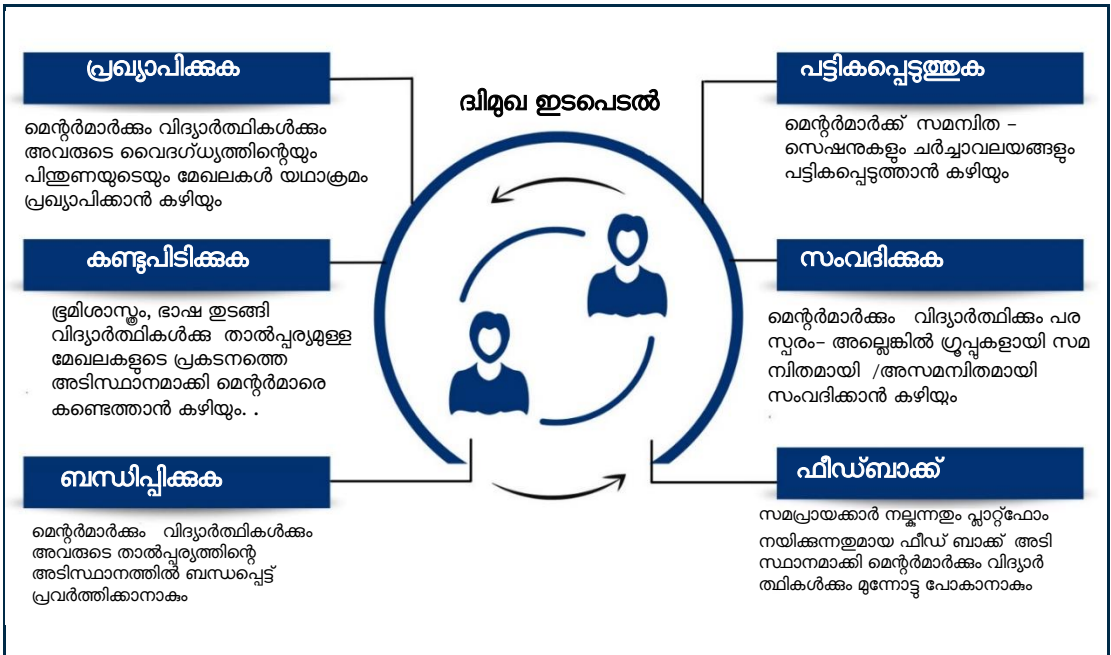 ദ്വിമുഖ ഇടപെടൽ
പ്രഖ്യാപിക്കുക
മെന്റർമാർക്കും വിദ്യാർത്ഥികൾക്കും
അവരുടെ വൈദഗ്ധ്യത്തിന്റെയും
പിന്തുണയുടെയും മേഖലകൾ യഥാക്രമം
പ്രഖ്യാപിക്കാൻ കഴിയും
കണ്ടുപിടിക്കുക
ഭൂമിശാസ്ത്രം, ഭാഷ തുടങ്ങി
വിദ്യാർത്ഥികൾക്കു താൽപ്പര്യമുള്ള
മേഖലകളുടെ പ്രകടനത്തെ
അടിസ്ഥാനമാക്കി മെന്റർമാരെ
കണ്ടെത്താൻ കഴിയും. .
ബന്ധിപ്പിക്കുക
മെന്റർമാർക്കും വിദ്യാർത്ഥികൾക്കും
അവരുടെ താൽപ്പര്യത്തിന്റെ
അടിസ്ഥാനത്തിൽ ബന്ധപ്പെട്ട്
പ്രവർത്തിക്കാനാകും
പട്ടികപ്പെടുത്തുക
മെന്റർമാർക്ക് സമന്വിത –
സെഷനുകളും ചർച്ചാവലയങ്ങളും
പട്ടികപ്പെടുത്താൻ കഴിയും
സംവദിക്കുക
മെന്റർമാർക്കും വിദ്യാർത്ഥിക്കും പര
സ്പരം– അല്ലെങ്കിൽ ഗ്രൂപ്പുകളായി സമ
ന്വിതമായി /അസമന്വിതമായി
സംവദിക്കാൻ കഴിയും
ഫീഡ്ബാക്ക്
സമപ്രായക്കാർ നല്കുന്നതും പ്ലാറ്റ്ഫോം
നയിക്കുന്നതുമായ ഫീഡ് ബാക്ക് അടി
സ്ഥാനമാക്കി മെന്റർമാർക്കും വിദ്യാർ
ത്ഥികൾക്കും മുന്നോട്ടു പോകാനാകും